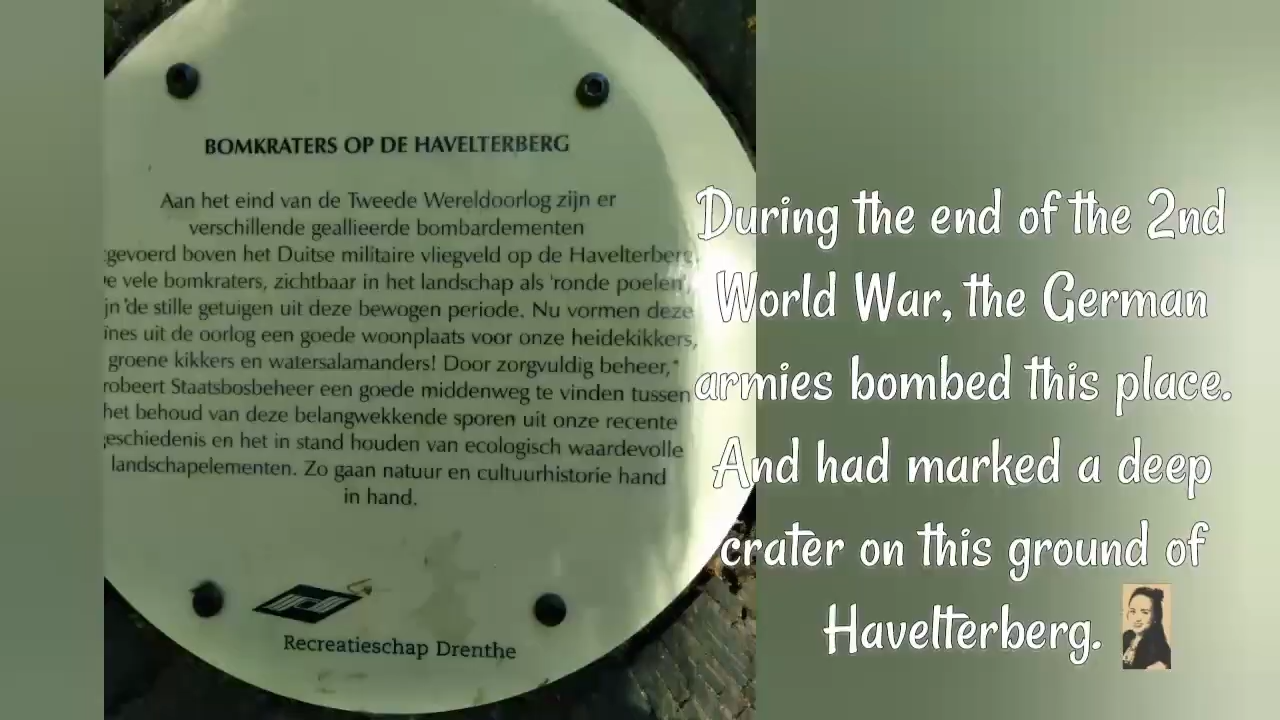 BOMKRATERS OP DE HAVELTERBERG
Aan het eind van de Tweede Wereldoorlog zijn er
verschillende geallieerde bombardementen
gevoerd boven het Duitse militaire vliegveld op de Havelterberg.
e vele bomkraters, zichtbaar in het landschap als 'ronde poelen',
jn de stille getuigen uit deze bewogen periode. Nu vormen deze
ines uit de oorlog een goede woonplaats voor onze heidekikkers,
groene kikkers en watersalamanders! Door zorgvuldig beheer,
robeert Staatsbosbeheer een goede middenweg te vinden tussen
het behoud van deze belangwekkende sporen uit onze recente
eschiedenis en het in stand houden van ecologisch waardevolle
landschapelementen. Zo gaan natuur en cultuurhistorie hand
in hand.
Recreatieschap Drenthe
During the end of the 2nd
World War, the German
armies bombed this place.
And had marked a deep
crater on this ground of
Havelterberg.